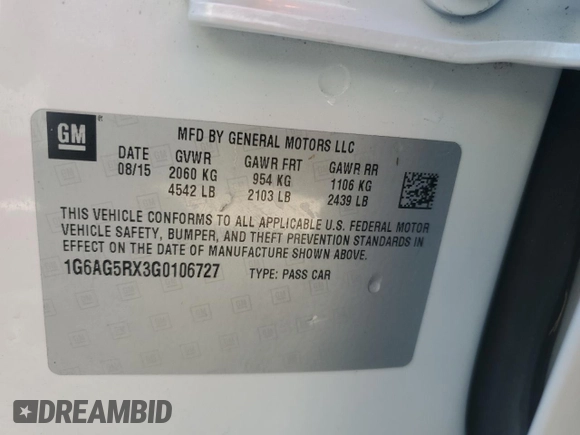 GM
MFD BY GENERAL MOTORS LLC
DATE GVWR GAWR FRT GAWR RR
08/15 2060 KG 954 KG 1106 KG
4542 LB 2103 LB 2439 LB
THIS VEHICLE CONFORMS TO ALL APPLICABLE U.S. FEDERAL MOTOR
VEHICLE SAFETY, BUMPER, AND THEFT PREVENTION STANDARDS IN
EFFECT ON THE DATE OF MANUFACTURE SHOWN ABOVE.
1G6AG5RX3G0106727 TYPE: PASS CAR
DREAMBID